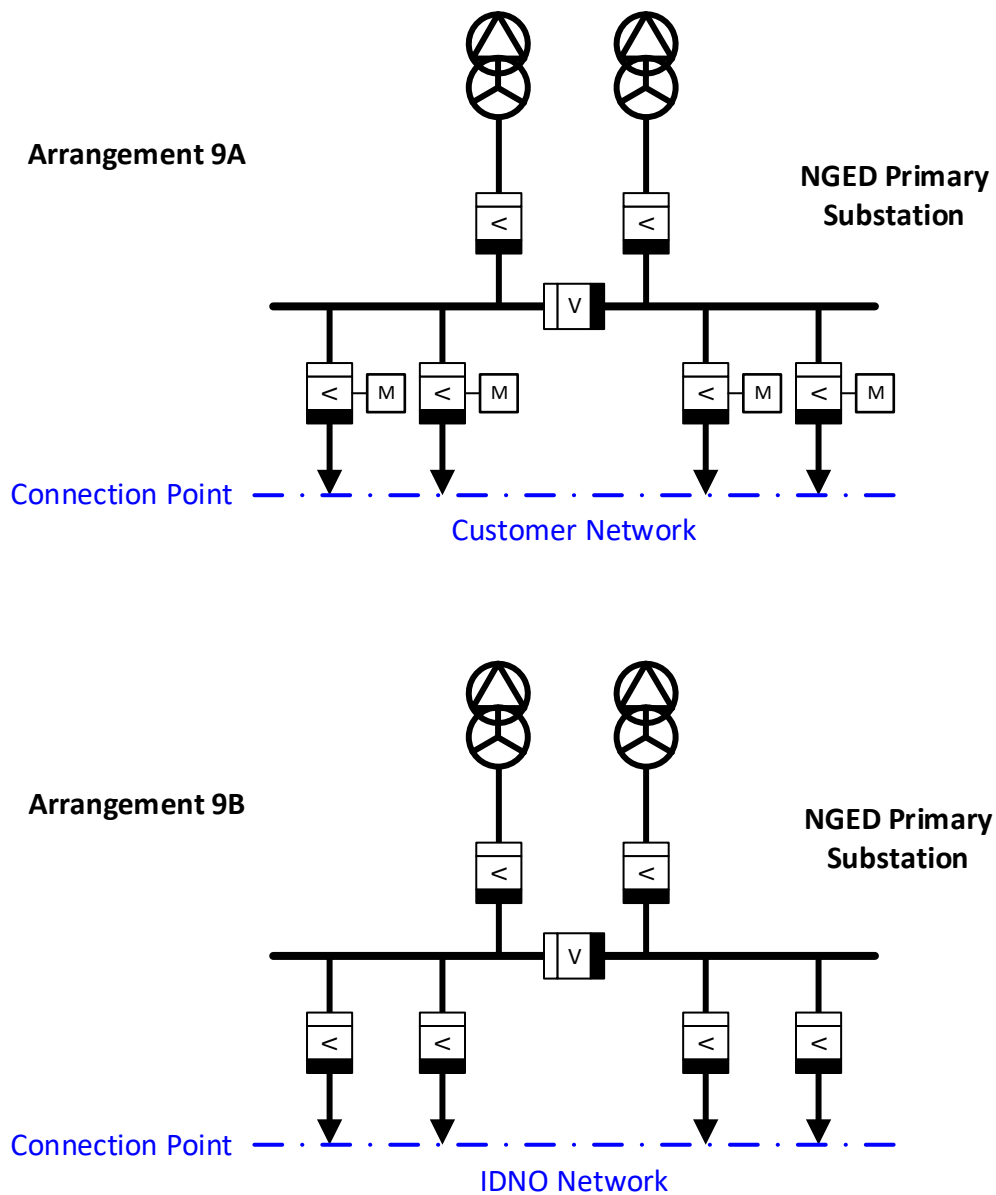 Arrangement 9A
NGED Primary
Substation
<
<
V
< M
< M
< M
< M
Connection Point
Customer Network
Arrangement 9B
NGED Primary
Substation
<
<
V
<
<
<
<
Connection Point
IDNO Network